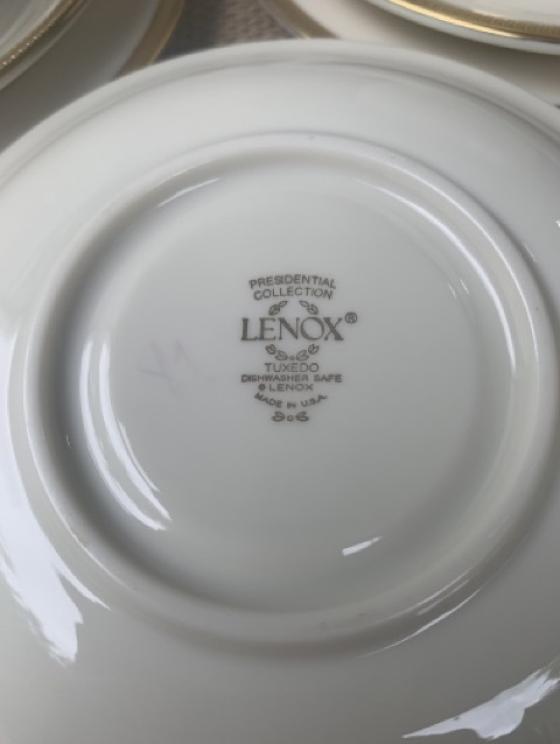 PRESIDENTIAL
COLLECTION
LENOX®
TUXEDO
DISHWASHER SAFE
© LENOX
MADE IN U.S.A.